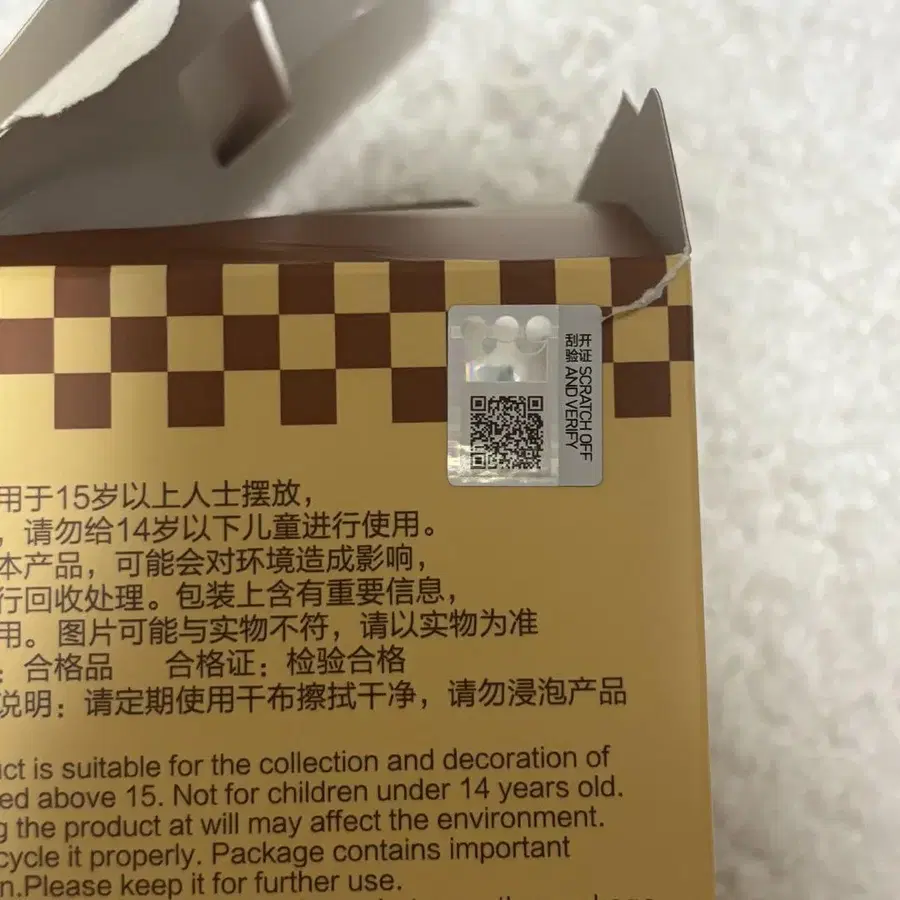 刮开
验证 SCRATCH OFF
AND VERIFY
用于15岁以上人士摆放，
，请勿给14岁以下儿童进行使用。
本产品，可能会对环境造成影响，
行回收处理。包装上含有重要信息，
用。图片可能与实物不符，请以实物为准
：合格品 合格证：检验合格
说明：请定期使用干布擦拭干净，请勿浸泡产品
ct is suitable for the collection and decoration of
ed above 15. Not for children under 14 years old.
g the product at will may affect the environment.
cycle it properly. Package contains important
n.Please keep it for further use.